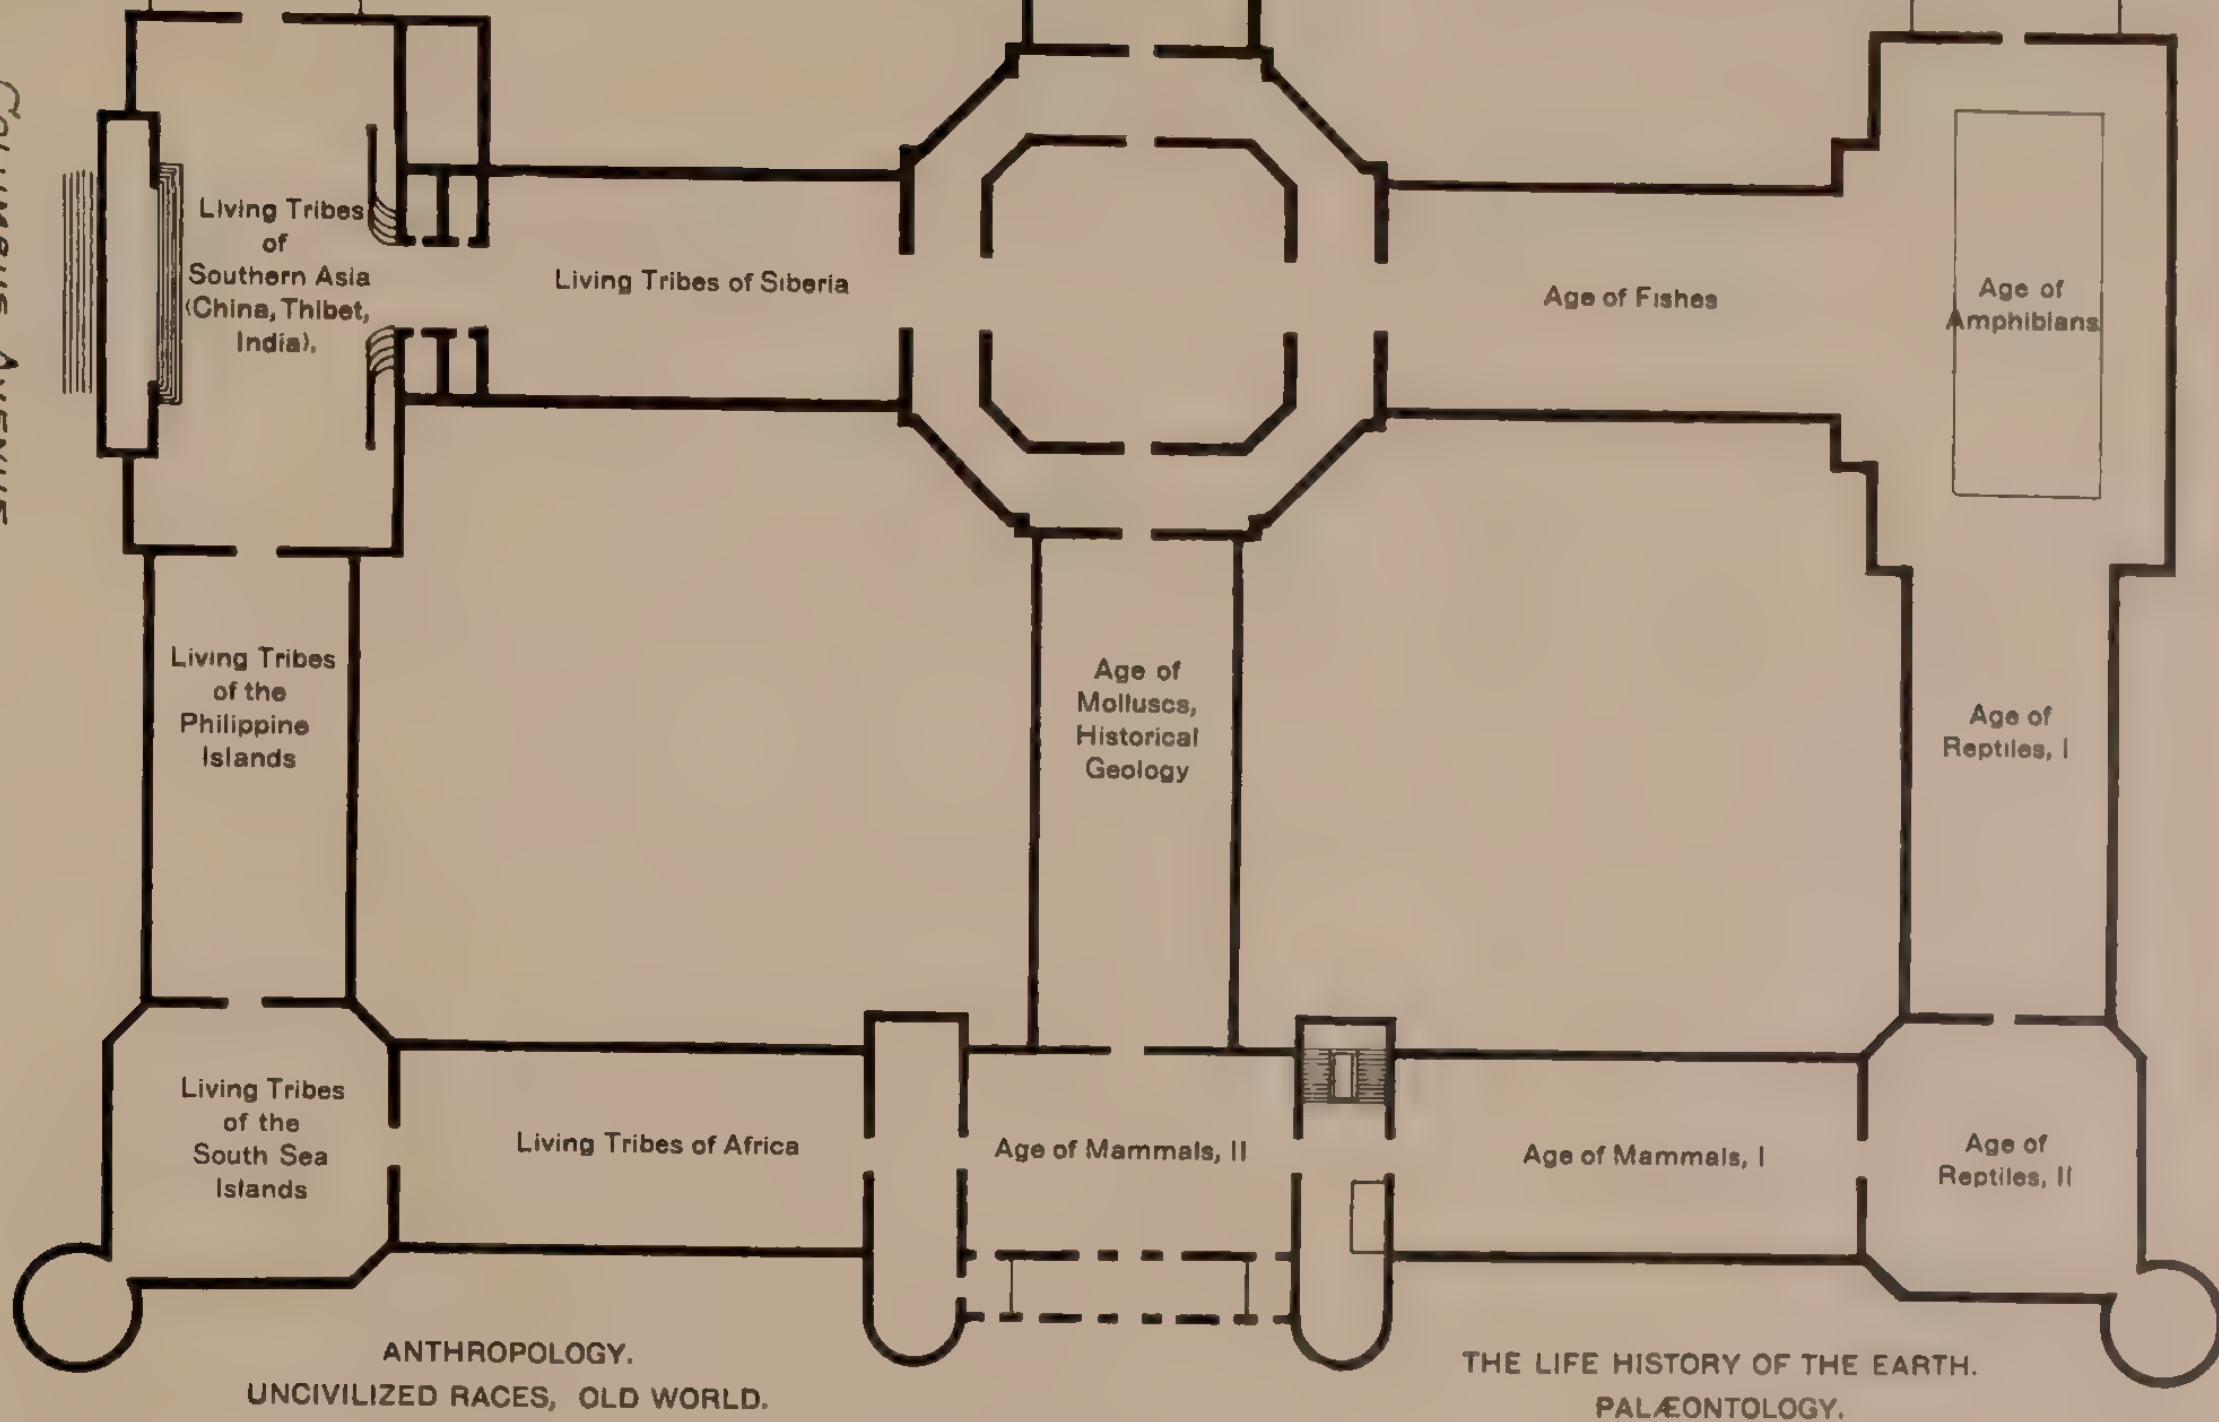 COLUMBUS AVENUE
Living Tribes
of
Southern Asia
(China, Thibet,
India).
Living Tribes of Siberia
Age of Fishes
Age of
Amphibians
Living Tribes
of the
Philippine
Islands
Age of
Molluscs,
Historical
Geology
Age of
Reptiles, I
Living Tribes
of the
South Sea
Islands
Living Tribes of Africa
Age of Mammals, II
Age of Mammals, I
Age of
Reptiles, II
ANTHROPOLOGY.
UNCIVILIZED RACES, OLD WORLD.
THE LIFE HISTORY OF THE EARTH.
PALÆONTOLOGY.